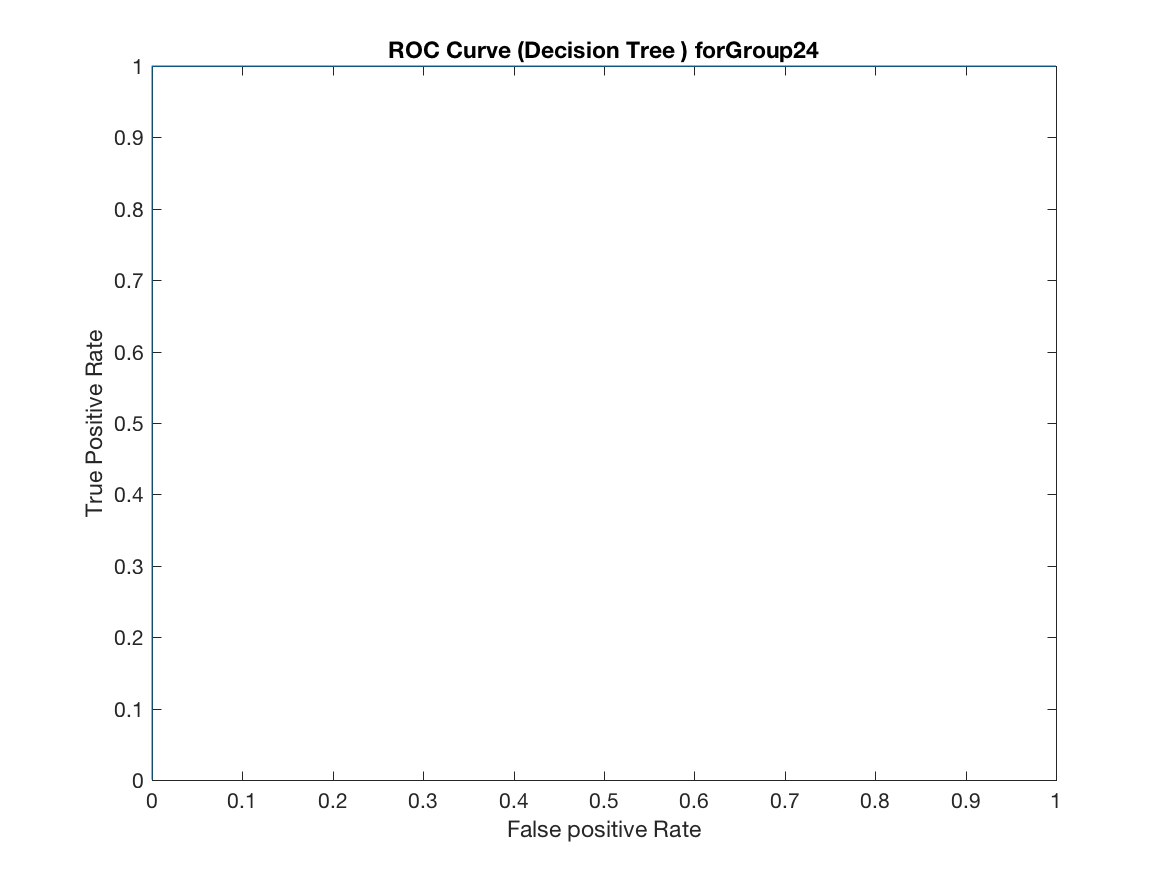 ROC Curve (Decision Tree ) forGroup24
1
0.9
0.8
0.7
0.6
0.5
0.4
0.3
0.2
0.1
0
True Positive Rate
0 0.1 0.2 0.3 0.4 0.5 0.6 0.7 0.8 0.9 1
False positive Rate